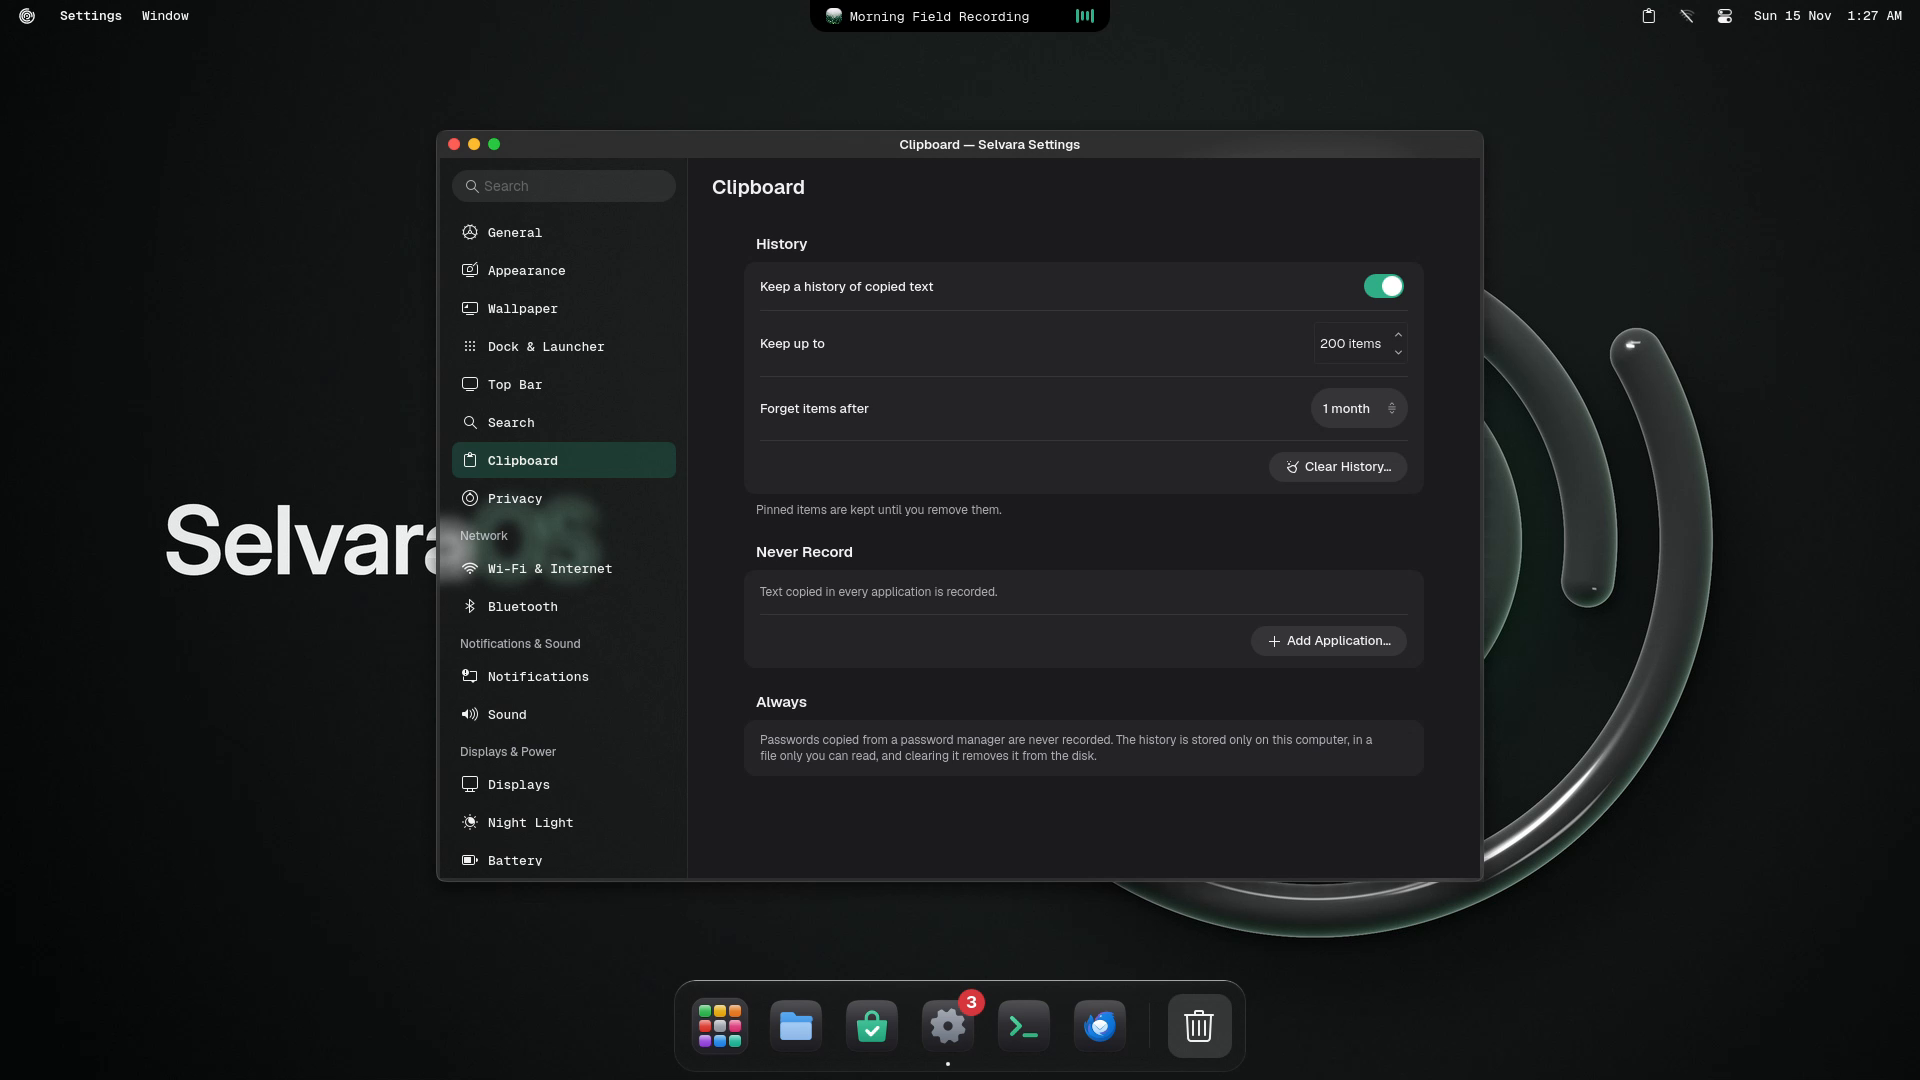 Settings Window
Morning Field Recording
Sun 15 Nov 1:27 AM
Clipboard — Selvara Settings
Search
General
Appearance
Wallpaper
Dock & Launcher
Top Bar
Search
Clipboard
Privacy
Network
Wi-Fi & Internet
Bluetooth
Notifications & Sound
Notifications
Sound
Displays & Power
Displays
Night Light
Battery
Clipboard
History
Keep a history of copied text
Keep up to
200 items
Forget items after
1 month
Clear History...
Pinned items are kept until you remove them.
Never Record
Text copied in every application is recorded.
Add Application...
Always
Passwords copied from a password manager are never recorded. The history is stored only on this computer, in a
file only you can read, and clearing it removes it from the disk.
Selvara OS
3